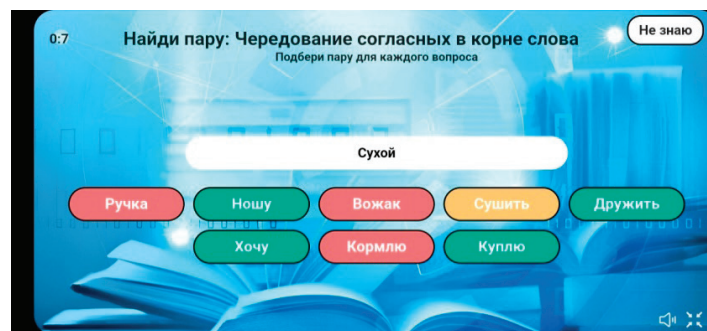 0:7
Найди пару: Чередование согласных в корне слова
Не знаю
Подбери пару для каждого вопроса
Сухой
Ручка Ношу Вожак Сушить Дружить
Хочу Кормлю Куплю